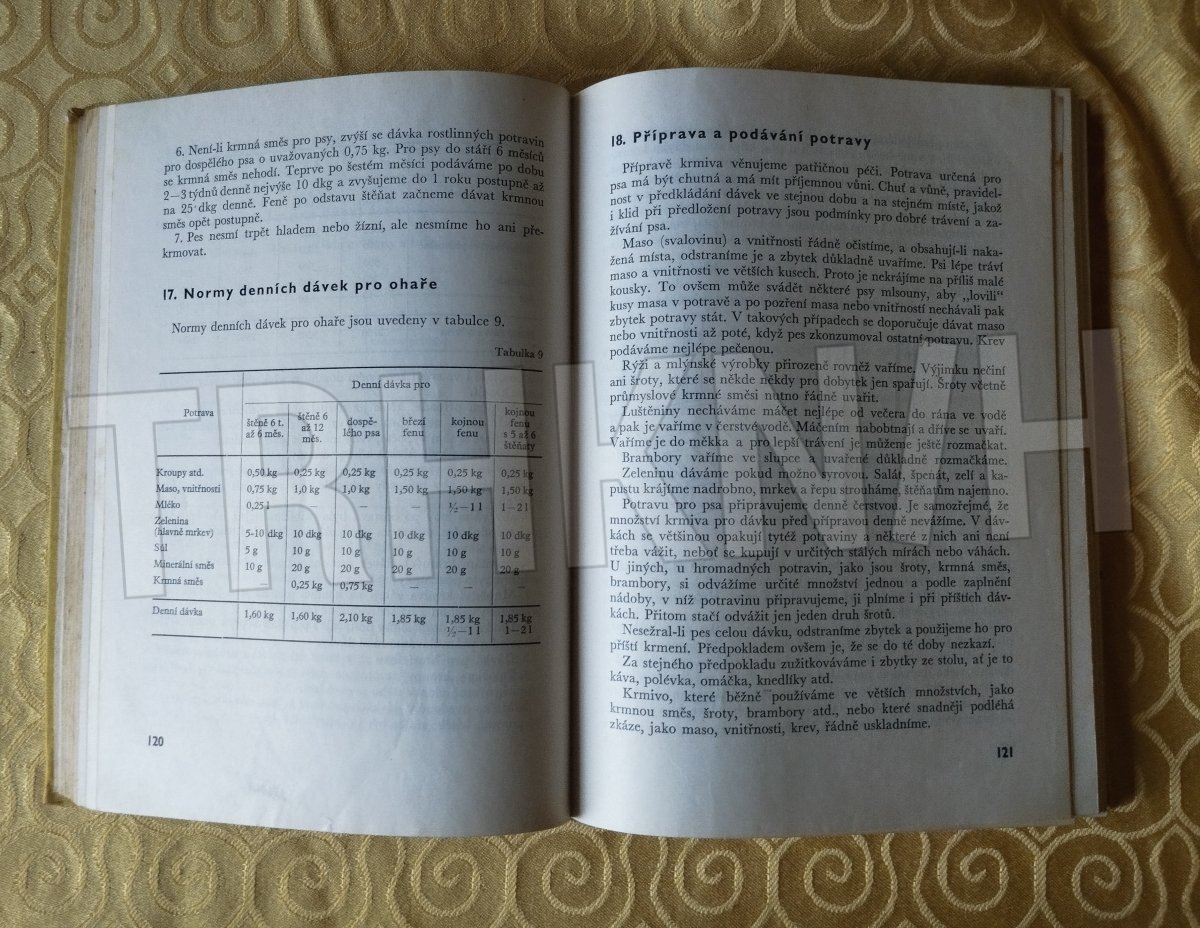 6. Není-li krmná směs pro psy, zvýší se dávka rostlinných potravin
pro dospělého psa o uvažovaných 0,75 kg. Pro psy do stáří 6 měsíců
se krmná směs nehodí. Teprve po šestém měsíci podáváme po dobu
2—3 týdnů denně nejvýše 10 dkg a zvyšujeme do 1 roku postupně až
na 25 dkg denně. Feně po odstavu štěňat začneme dávat krmnou
směs opět postupně.
7. Pes nesmí trpět hladem nebo žízní, ale nesmíme ho ani pře-
krmovat.
17. Normy denních dávek pro ohaře
Normy denních dávek pro ohaře jsou uvedeny v tabulce 9.
Tabulka 9
Potrava
Denní dávka pro
štěně 6 t. až 6 měs. štěně 6 až 12 měs. dospělého psa březí fenu kojnou fenu kojnou fenu s 5 až 6 štěňaty
Kroupy atd. 0,50 kg 0,25 kg 0,25 kg 0,25 kg 0,25 kg 0,25 kg
Maso, vnitřnosti 0,75 kg 1,0 kg 1,0 kg 1,50 kg 1,50 kg 1,50 kg
Mléko 0,25 l — — — ½—1 l 1—2 l
Zelenina
(hlavně mrkev) 5-10 dkg 10 dkg 10 dkg 10 dkg 10 dkg 10 dkg
Sůl 5 g 10 g 10 g 10 g 10 g 10 g
Minerální směs 10 g 20 g 20 g 20 g 20 g 20 g
Krmná směs — 0,25 kg 0,75 kg — — —
Denní dávka 1,60 kg 1,60 kg 2,10 kg 1,85 kg 1,85 kg 1,85 kg
½—1 l 1—2 l
120
18. Příprava a podávání potravy
Přípravě krmiva věnujeme patřičnou péči. Potrava určená pro
psa má být chutná a má mít příjemnou vůni. Chuť a vůně, pravidel-
nost v předkládání dávek ve stejnou dobu a na stejném místě, jakož
i klid při předložení potravy jsou podmínky pro dobré trávení a za-
žívání psa.
Maso (svalovinu) a vnitřnosti řádně očistíme, a obsahují-li naka-
žená místa, odstraníme je a zbytek důkladně uvaříme. Psi lépe tráví
maso a vnitřnosti ve větších kusech. Proto je nekrájíme na příliš malé
kousky. To ovšem může svádět některé psy mlsouny, aby „lovili“
kusy masa v potravě a po pozření masa nebo vnitřností nechávali pak
zbytek potravy stát. V takových případech se doporučuje dávat maso
nebo vnitřnosti až poté, když pes zkonzumoval ostatní potravu. Krev
podáváme nejlépe pečenou.
Rýži a mlýnské výrobky přirozeně rovněž vaříme. Výjimku nečiní
ani šroty, které se někde někdy pro dobytek jen spařují. Šroty včetně
průmyslové krmné směsi nutno řádně uvařit.
Luštěniny necháváme máčet nejlépe od večera do rána ve vodě
a pak je vaříme v čerstvé vodě. Máčením nabobtnají a dříve se uvaří.
Vaříme je do měkka a pro lepší trávení je můžeme ještě rozmačkat.
Brambory vaříme ve slupce a uvařené důkladně rozmačkáme.
Zeleninu dáváme pokud možno syrovou. Salát, špenát, zelí a ka-
pustu krájíme nadrobno, mrkev a řepu strouháme, štěňatům najemno.
Potravu pro psa připravujeme denně čerstvou. Je samozřejmé, že
množství krmiva pro dávku před přípravou denně nevážíme. V dáv-
kách se většinou opakují tytéž potraviny a některé z nich ani není
třeba vážit, neboť se kupují v určitých stálých mírách nebo váhách.
U jiných, u hromadných potravin, jako jsou šroty, krmná směs,
brambory, si odvážíme určité množství jednou a podle zaplnění
nádoby, v níž potravinu připravujeme, ji plníme i při příštích dáv-
kách. Přitom stačí odvážit jen jeden druh šrotů.
Nesežral-li pes celou dávku, odstraníme zbytek a použijeme ho pro
příští krmení. Předpokladem ovšem je, že se do té doby nezkazí.
Za stejného předpokladu zužitkováváme i zbytky ze stolu, ať je to
káva, polévka, omáčka, knedlíky atd.
Krmivo, které běžně používáme ve větších množstvích, jako
krmnou směs, šroty, brambory atd., nebo které snadněji podléhá
zkáze, jako maso, vnitřnosti, krev, řádně uskladníme.
121
TRHKNIH